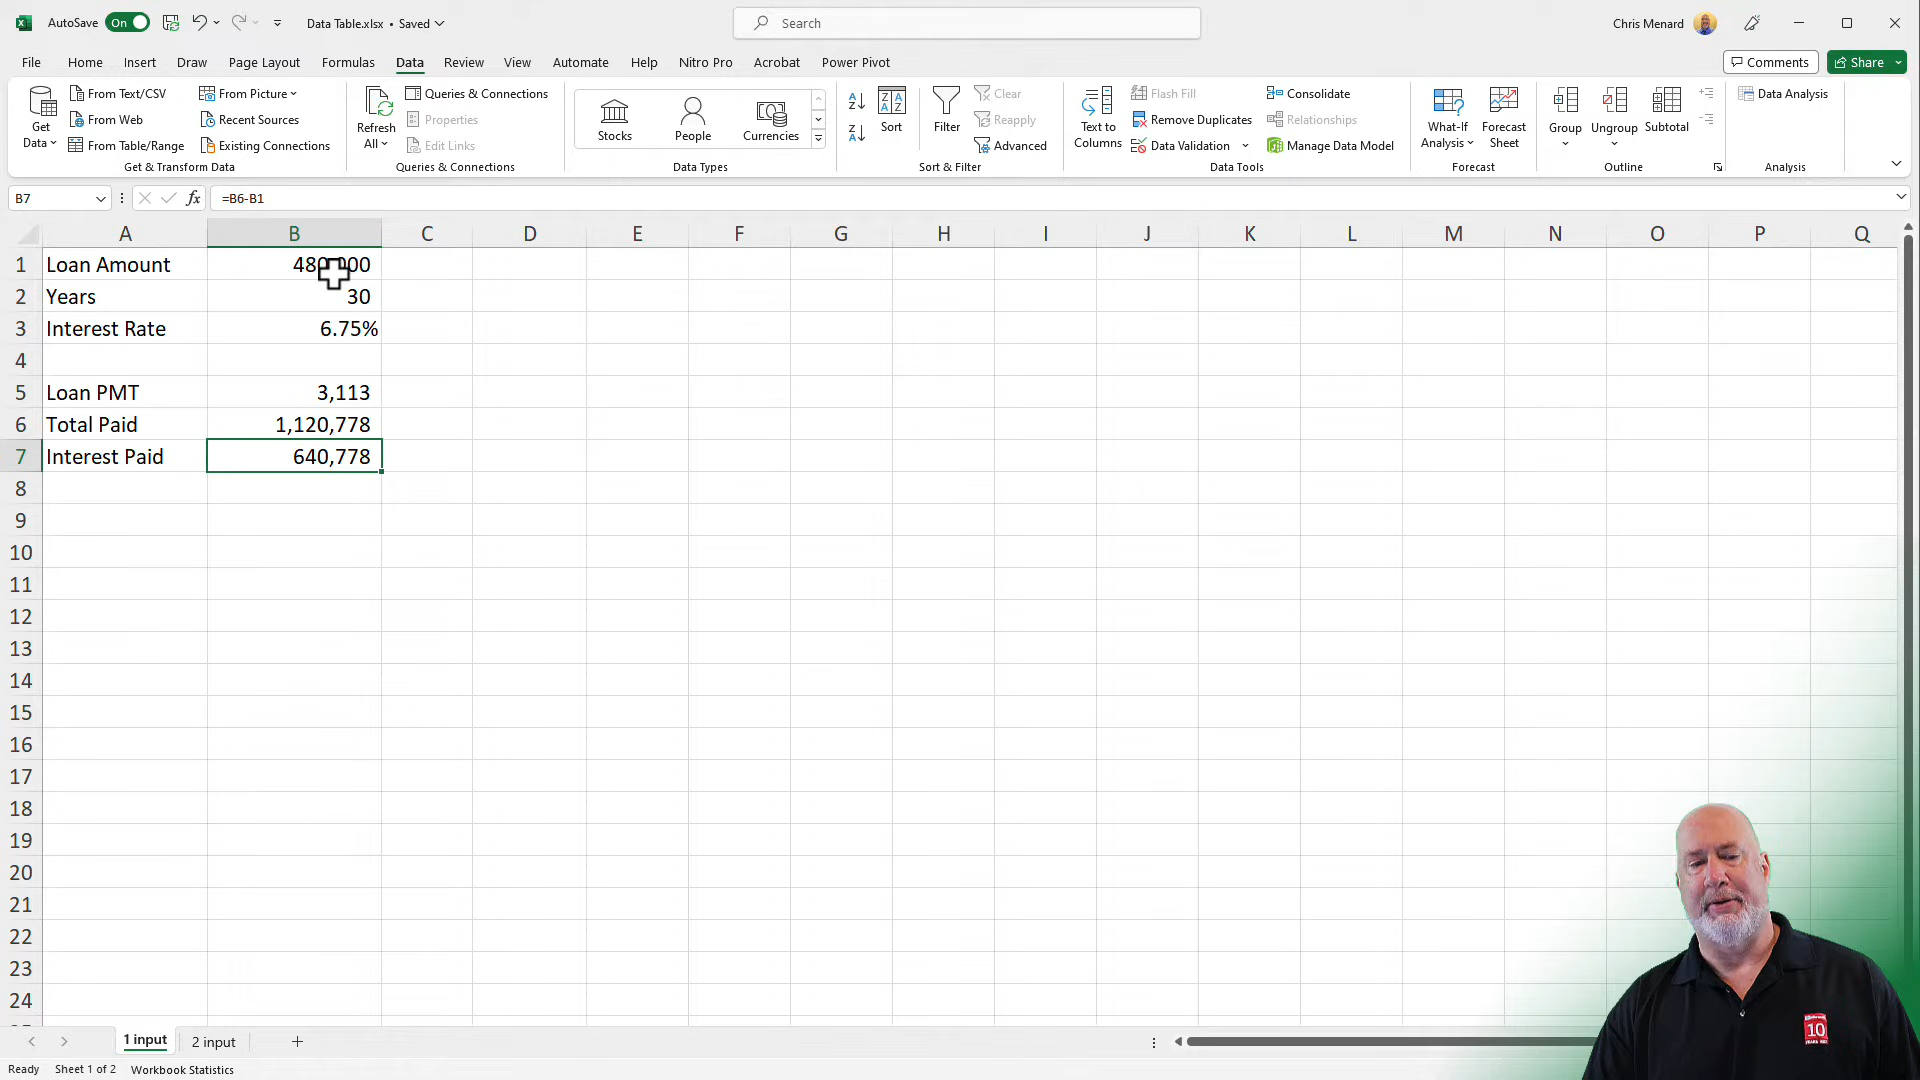 AutoSave On Data Table.xlsx • Saved Search Chris Menard
File Home Insert Draw Page Layout Formulas Data Review View Automate Help Nitro Pro Acrobat Power Pivot Comments Share
Get Data From Text/CSV From Picture Refresh All Queries & Connections Stocks People Currencies Sort Filter Clear Text to Columns Flash Fill Consolidate What-If Analysis Forecast Sheet Group Ungroup Subtotal Data Analysis
From Web Recent Sources Properties Reapply Remove Duplicates Relationships
From Table/Range Existing Connections Edit Links Advanced Data Validation Manage Data Model
Get & Transform Data Queries & Connections Data Types Sort & Filter Data Tools Forecast Outline Analysis
B7 fx =B6-B1
A B C D E F G H I J K L M N O P Q
1 Loan Amount 480,000
2 Years 30
3 Interest Rate 6.75%
4
5 Loan PMT 3,113
6 Total Paid 1,120,778
7 Interest Paid 640,778
8
9
10
11
12
13
14
15
16
17
18
19
20
21
22
23
24
1 input 2 input
Ready Sheet 1 of 2 Workbook Statistics
10